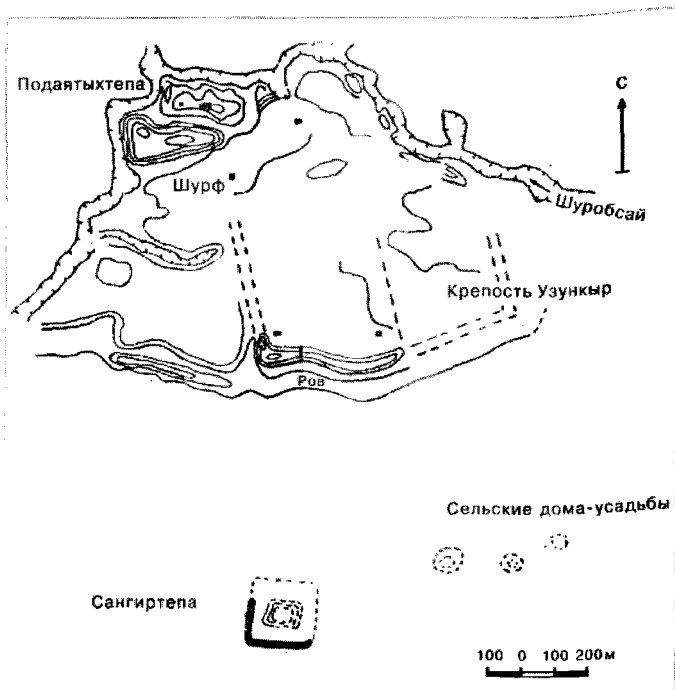 Подаятыхтепа
С
Шурф
Шуробсай
Крепость Узункыр
Ров
Сельские дома-усадьбы
Сангиртепа
100 0 100 200м